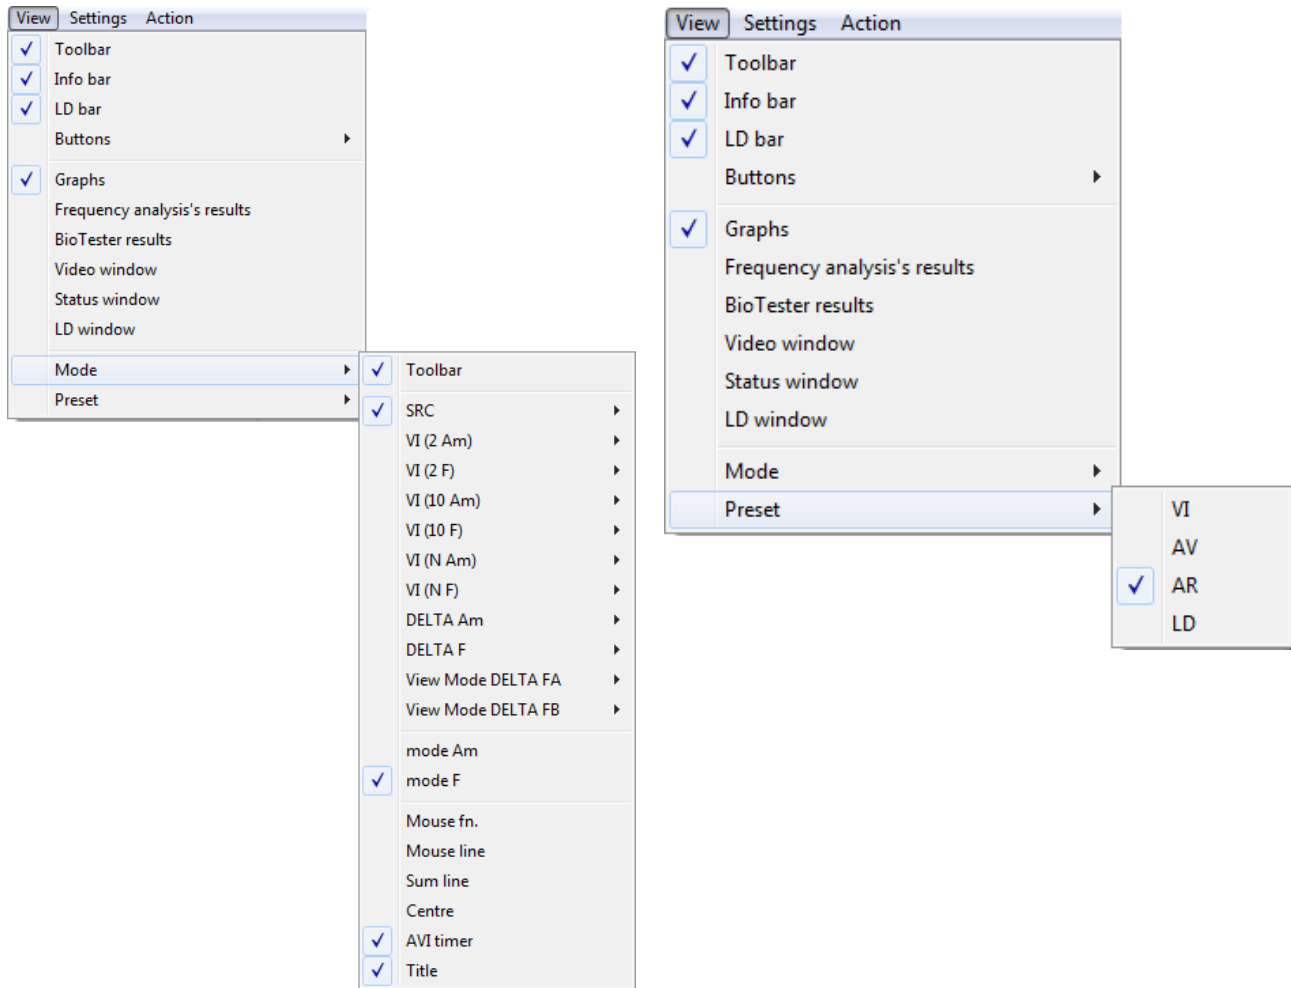 View Settings Action
Toolbar
Info bar
LD bar
Buttons
Graphs
Frequency analysis's results
BioTester results
Video window
Status window
LD window
Mode
Preset
Toolbar
SRC
VI (2 Am)
VI (2 F)
VI (10 Am)
VI (10 F)
VI (N Am)
VI (N F)
DELTA Am
DELTA F
View Mode DELTA FA
View Mode DELTA FB
mode Am
mode F
Mouse fn.
Mouse line
Sum line
Centre
AVI timer
Title
View Settings Action
Toolbar
Info bar
LD bar
Buttons
Graphs
Frequency analysis's results
BioTester results
Video window
Status window
LD window
Mode
Preset
VI
AV
AR
LD